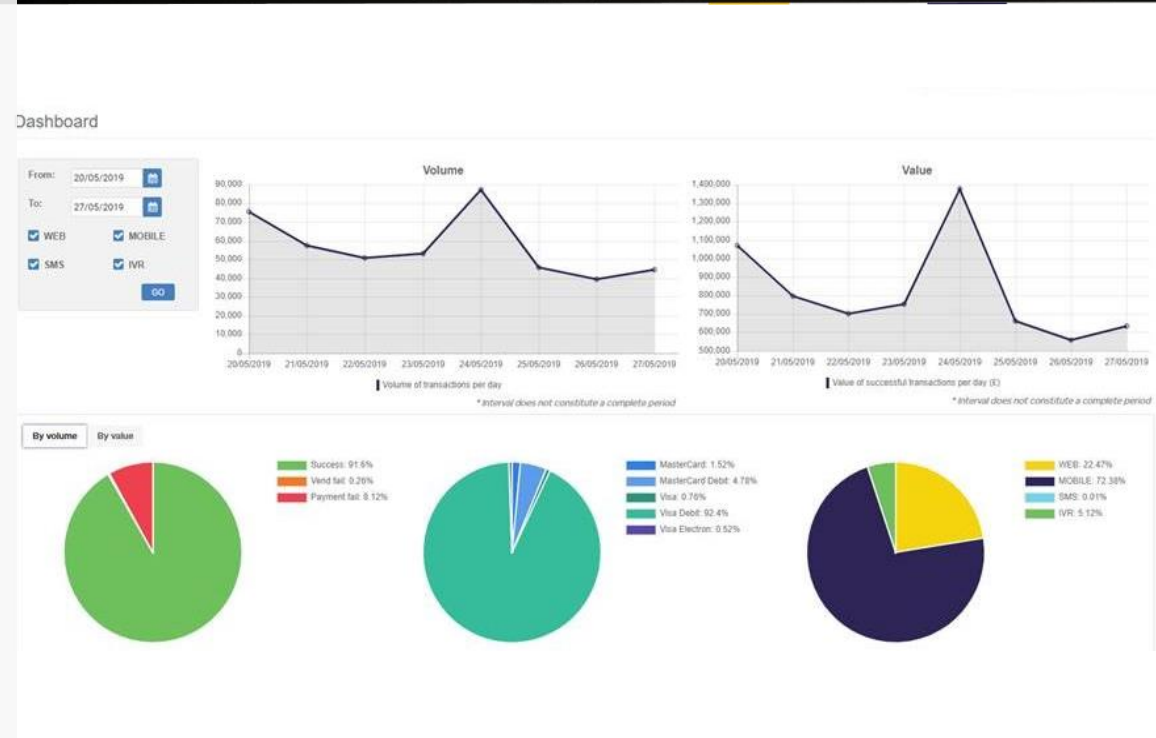 Dashboard
From: 20/05/2019
To: 27/05/2019
WEB MOBILE
SMS IVR
GO
Volume
90,000
80,000
70,000
60,000
50,000
40,000
30,000
20,000
10,000
0
20/05/2019 21/05/2019 22/05/2019 23/05/2019 24/05/2019 25/05/2019 26/05/2019 27/05/2019
Volume of transactions per day
* Interval does not constitute a complete period
Value
1,400,000
1,300,000
1,200,000
1,100,000
1,000,000
900,000
800,000
700,000
600,000
500,000
20/05/2019 21/05/2019 22/05/2019 23/05/2019 24/05/2019 25/05/2019 26/05/2019 27/05/2019
Value of successful transactions per day (£)
* Interval does not constitute a complete period
By volume By value
Success: 91.6%
Vend fail: 0.26%
Payment fail: 8.12%
MasterCard: 1.52%
MasterCard Debit: 4.78%
Visa: 0.76%
Visa Debit: 92.4%
Visa Electron: 0.52%
WEB: 22.47%
MOBILE: 72.38%
SMS: 0.01%
IVR: 5.12%